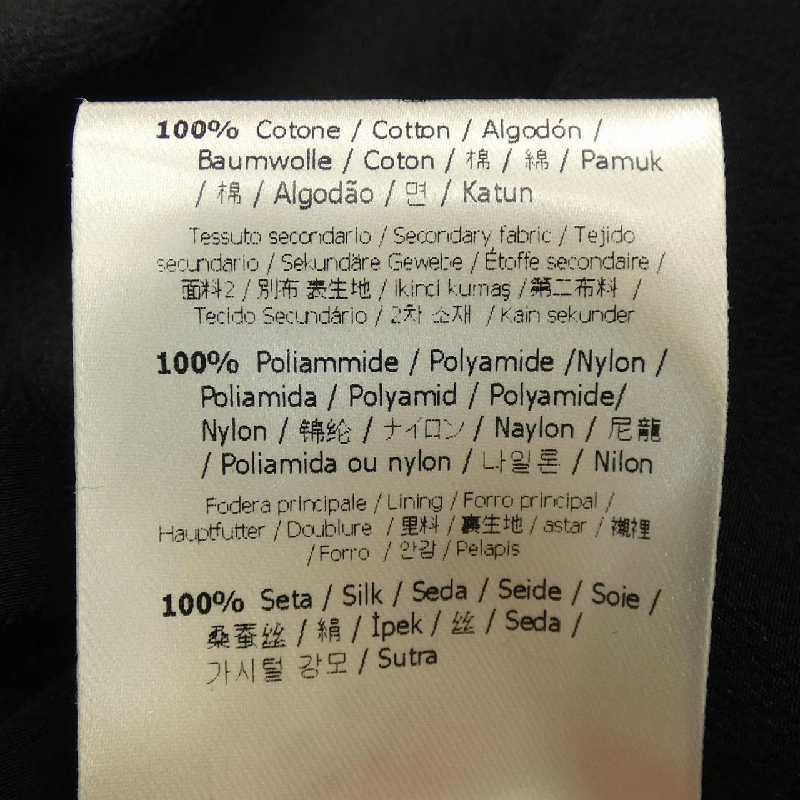 100% Cotone / Cotton / Algodón /
Baumwolle / Coton / 棉 / 綿 / Pamuk
/ 棉 / Algodão / 면 / Katun
Tessuto secondario / Secondary fabric / Tejido
secundario / Sekundäre Gewebe / Étoffe secondaire /
面料2 / 別布 裏生地 / ikinci kumaş / 第二布料 /
Tecido Secundário / 2차 소재 / Kain sekunder
100% Poliammide / Polyamide /Nylon /
Poliamida / Polyamid / Polyamide/
Nylon / 锦纶 / ナイロン / Naylon / 尼龍
/ Poliamida ou nylon / 나일론 / Nilon
Fodera principale / Lining / Forro principal /
Hauptfutter / Doublure / 里料 / 裏生地 / astar / 襯裡
/ Forro / 안감 / Pelapis
100% Seta / Silk / Seda / Seide / Soie /
桑蚕丝 / 絹 / İpek / 丝 / Seda /
가시털 강모 / Sutra